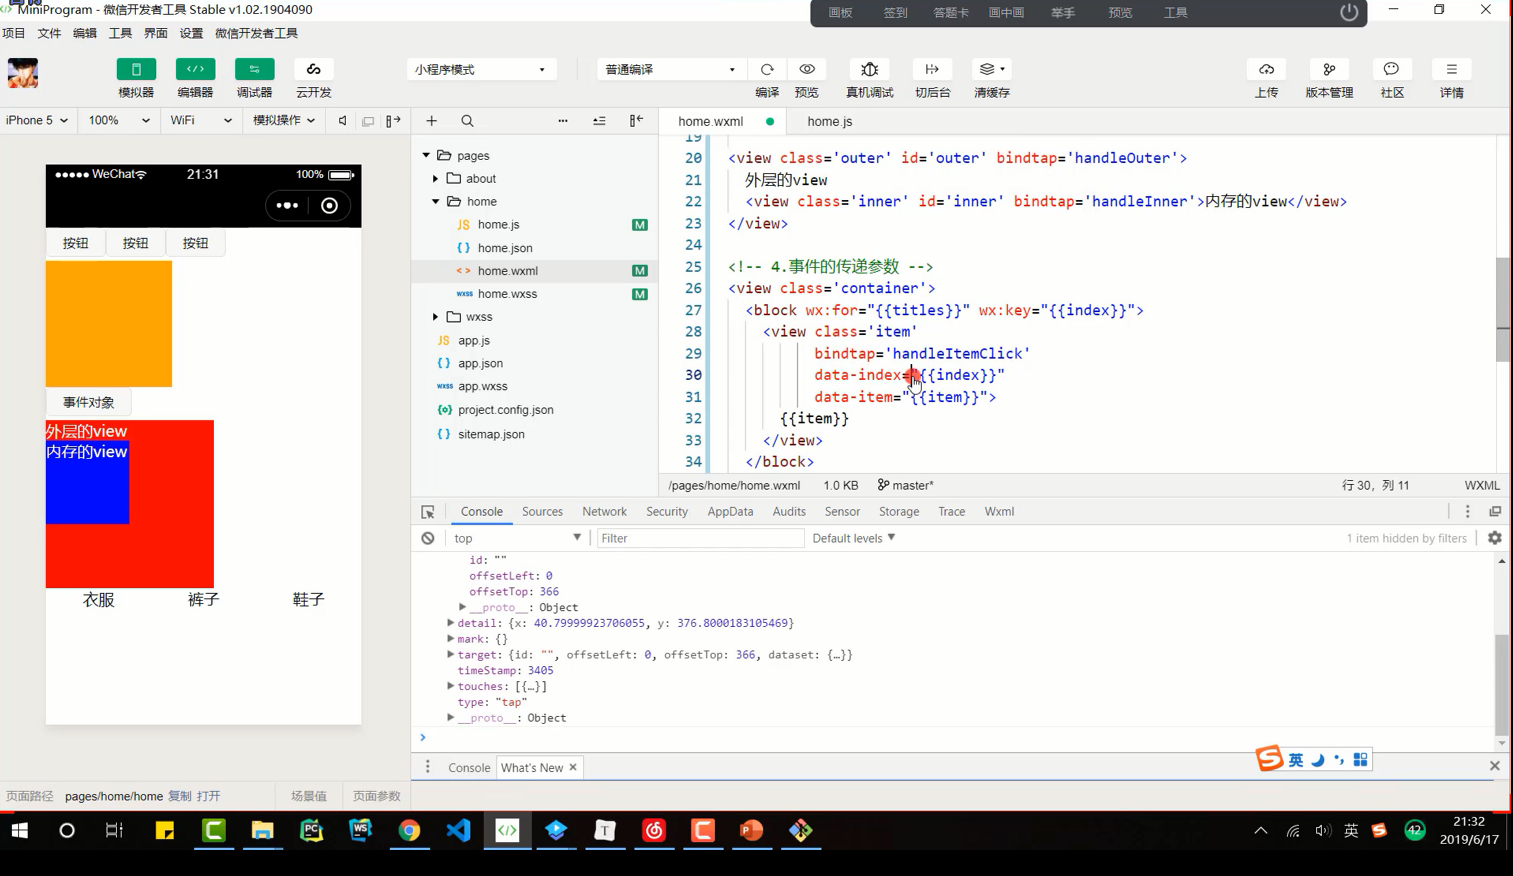 MiniProgram - 微信开发者工具 Stable v1.02.1904090
画板 签到 答题卡 画中画 举手 预览 工具
项目 文件 编辑 工具 界面 设置 微信开发者工具
模拟器 编辑器 调试器 云开发
小程序模式 普通编译
编译 预览 真机调试 切后台 清缓存
上传 版本管理 社区 详情
iPhone 5 100% WiFi 模拟操作
home.wxml home.js
WeChat 21:31 100%
按钮 按钮 按钮
事件对象
外层的view
内存的view
衣服 裤子 鞋子
pages
about
home
JS home.js M
{} home.json
<> home.wxml M
wxss home.wxss M
wxss
JS app.js
{} app.json
wxss app.wxss
{o} project.config.json
{} sitemap.json
19
20 <view class='outer' id='outer' bindtap='handleOuter'>
21 外层的view
22 <view class='inner' id='inner' bindtap='handleInner'>内存的view</view>
23 </view>
24
25 <!-- 4.事件的传递参数 -->
26 <view class='container'>
27 <block wx:for="{{titles}}" wx:key="{{index}}">
28 <view class='item'
29 bindtap='handleItemClick'
30 data-index="{{index}}"
31 data-item="{{item}}">
32 {{item}}
33 </view>
34 </block>
/pages/home/home.wxml 1.0 KB master* 行 30，列 11 WXML
Console Sources Network Security AppData Audits Sensor Storage Trace Wxml
top Filter Default levels 1 item hidden by filters
id: ""
offsetLeft: 0
offsetTop: 366
__proto__: Object
detail: {x: 40.79999923706055, y: 376.8000183105469}
mark: {}
target: {id: "", offsetLeft: 0, offsetTop: 366, dataset: {…}}
timeStamp: 3405
touches: [{…}]
type: "tap"
__proto__: Object
英
Console What's New
页面路径 pages/home/home 复制 打开 场景值 页面参数
英 42 21:32
2019/6/17